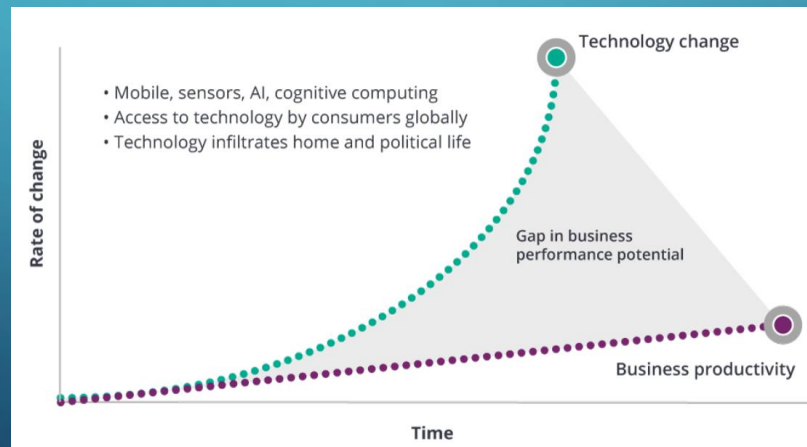 Technology change
• Mobile, sensors, AI, cognitive computing
• Access to technology by consumers globally
• Technology infiltrates home and political life
Rate of change
Gap in business
performance potential
Business productivity
Time